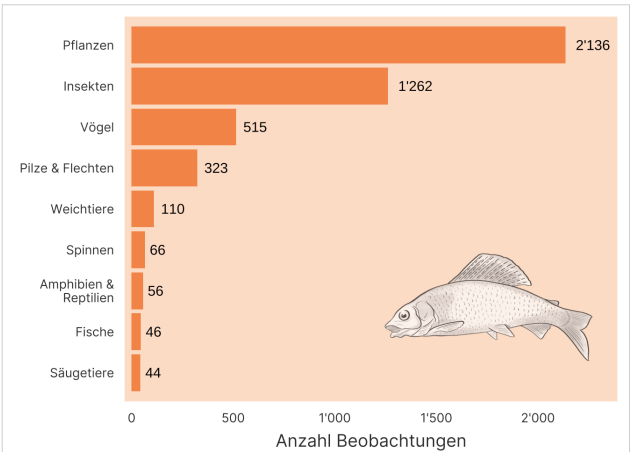 Pflanzen 2'136
Insekten 1'262
Vögel 515
Pilze & Flechten 323
Weichtiere 110
Spinnen 66
Amphibien &
Reptilien 56
Fische 46
Säugetiere 44
0 500 1'000 1'500 2'000
Anzahl Beobachtungen